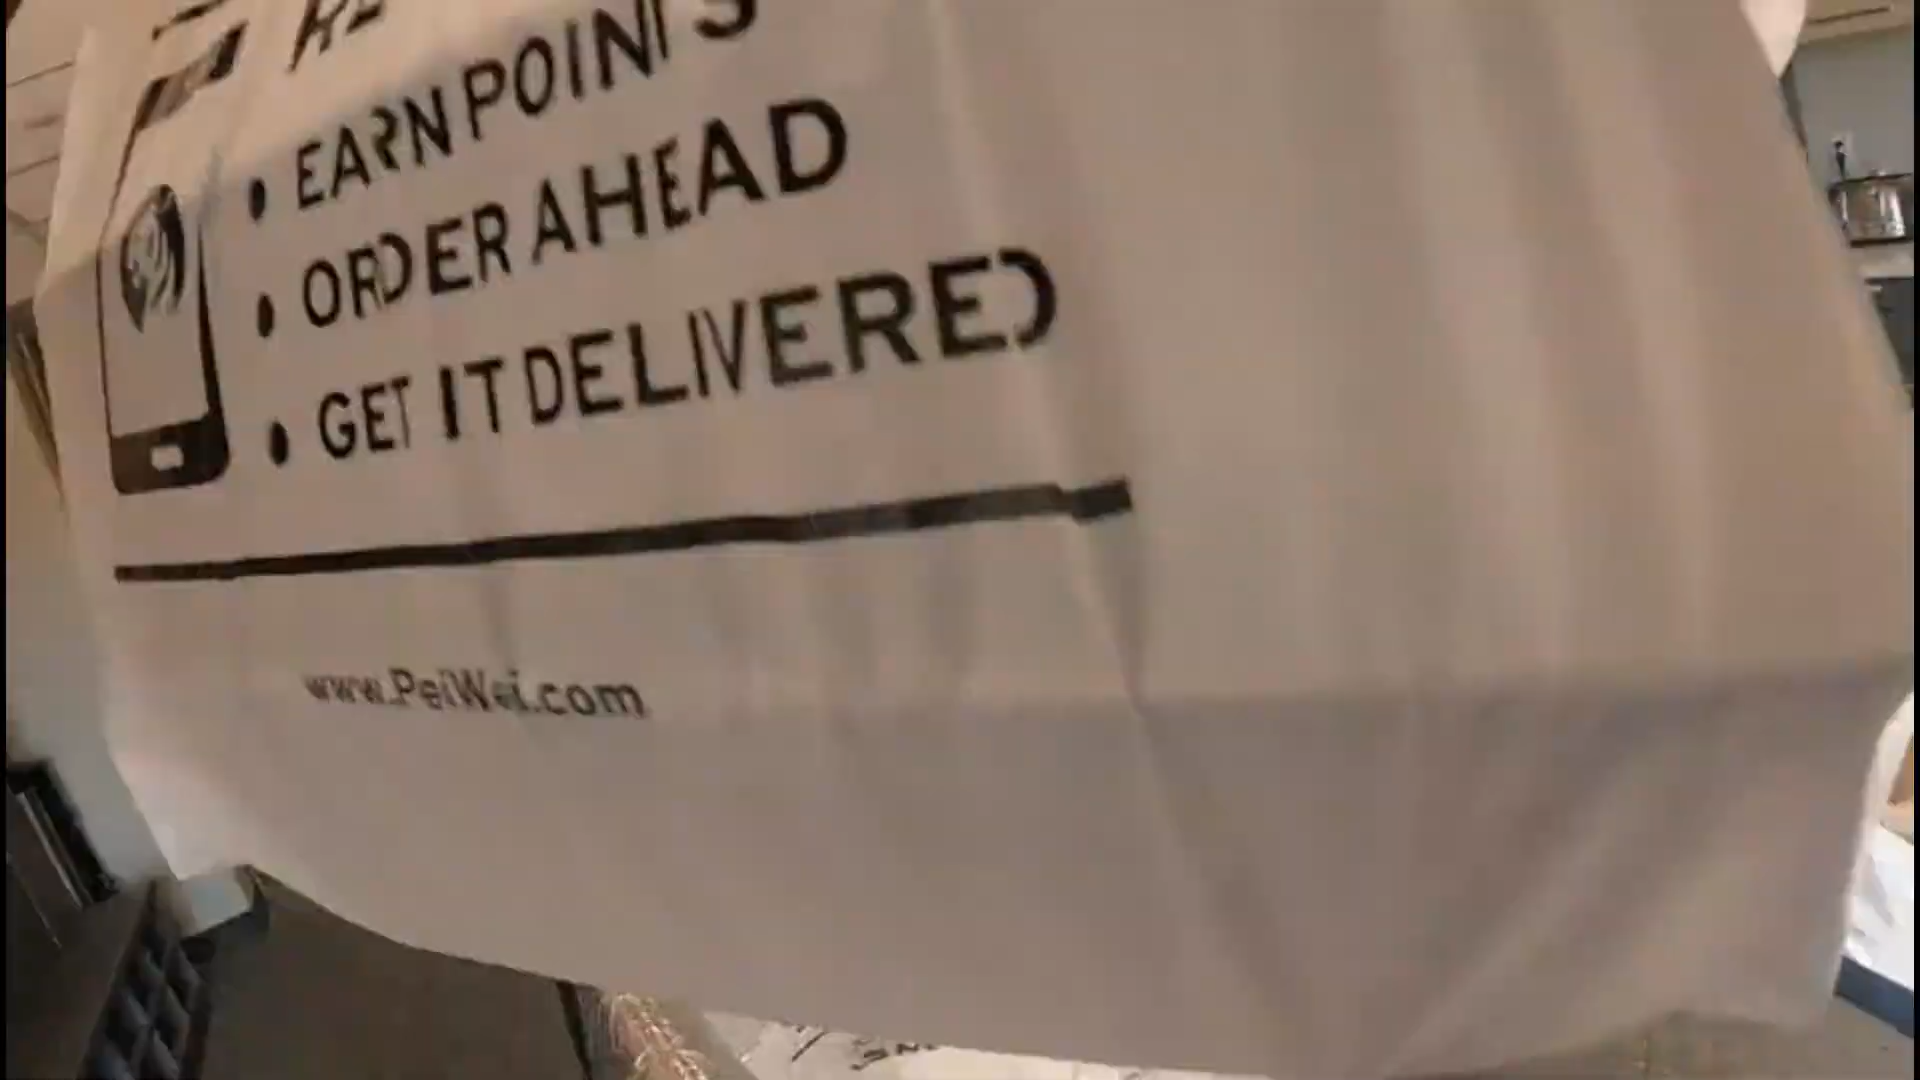 • EARN POINTS
• ORDER AHEAD
• GET IT DELIVERED
www.PeiWei.com